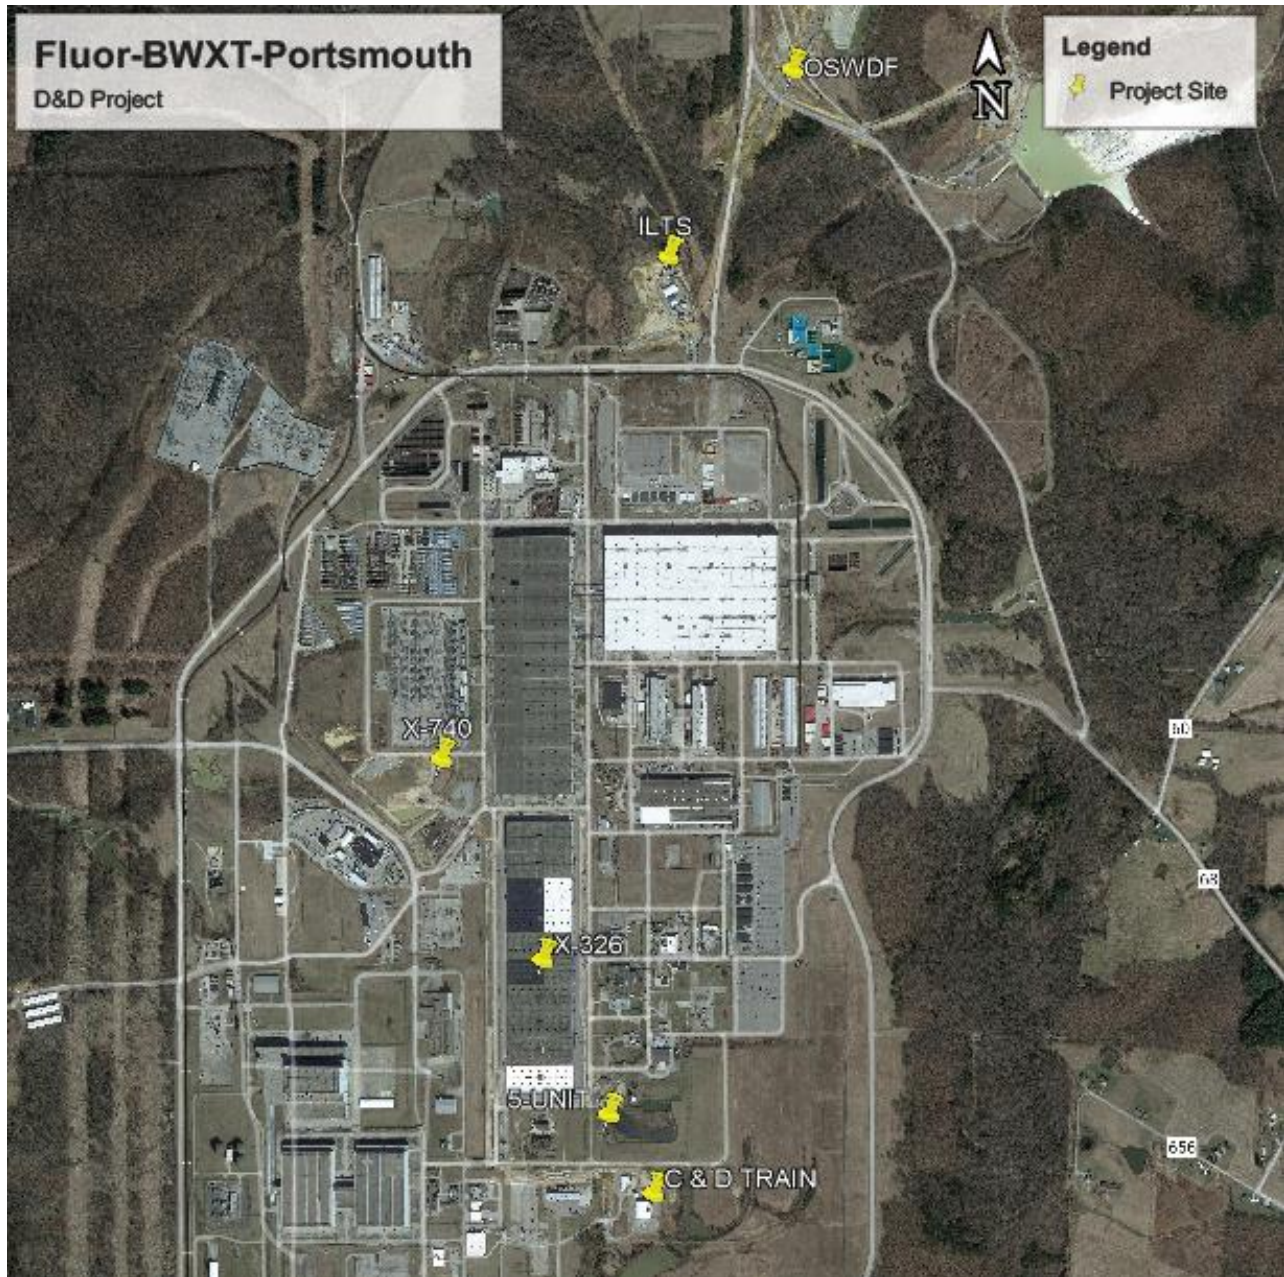 Fluor-BWXT-Portsmouth
D&D Project
OSWDF
N
Legend
Project Site
ILTS
X-740
60
68
X-326
5-UNIT
656
C & D TRAIN